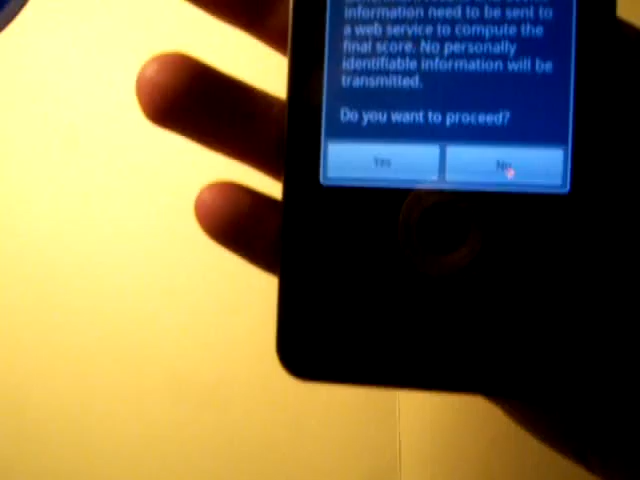 information need to be sent to
a web service to compute the
final score. No personally
identifiable information will be
transmitted.
Do you want to proceed?
Yes
No